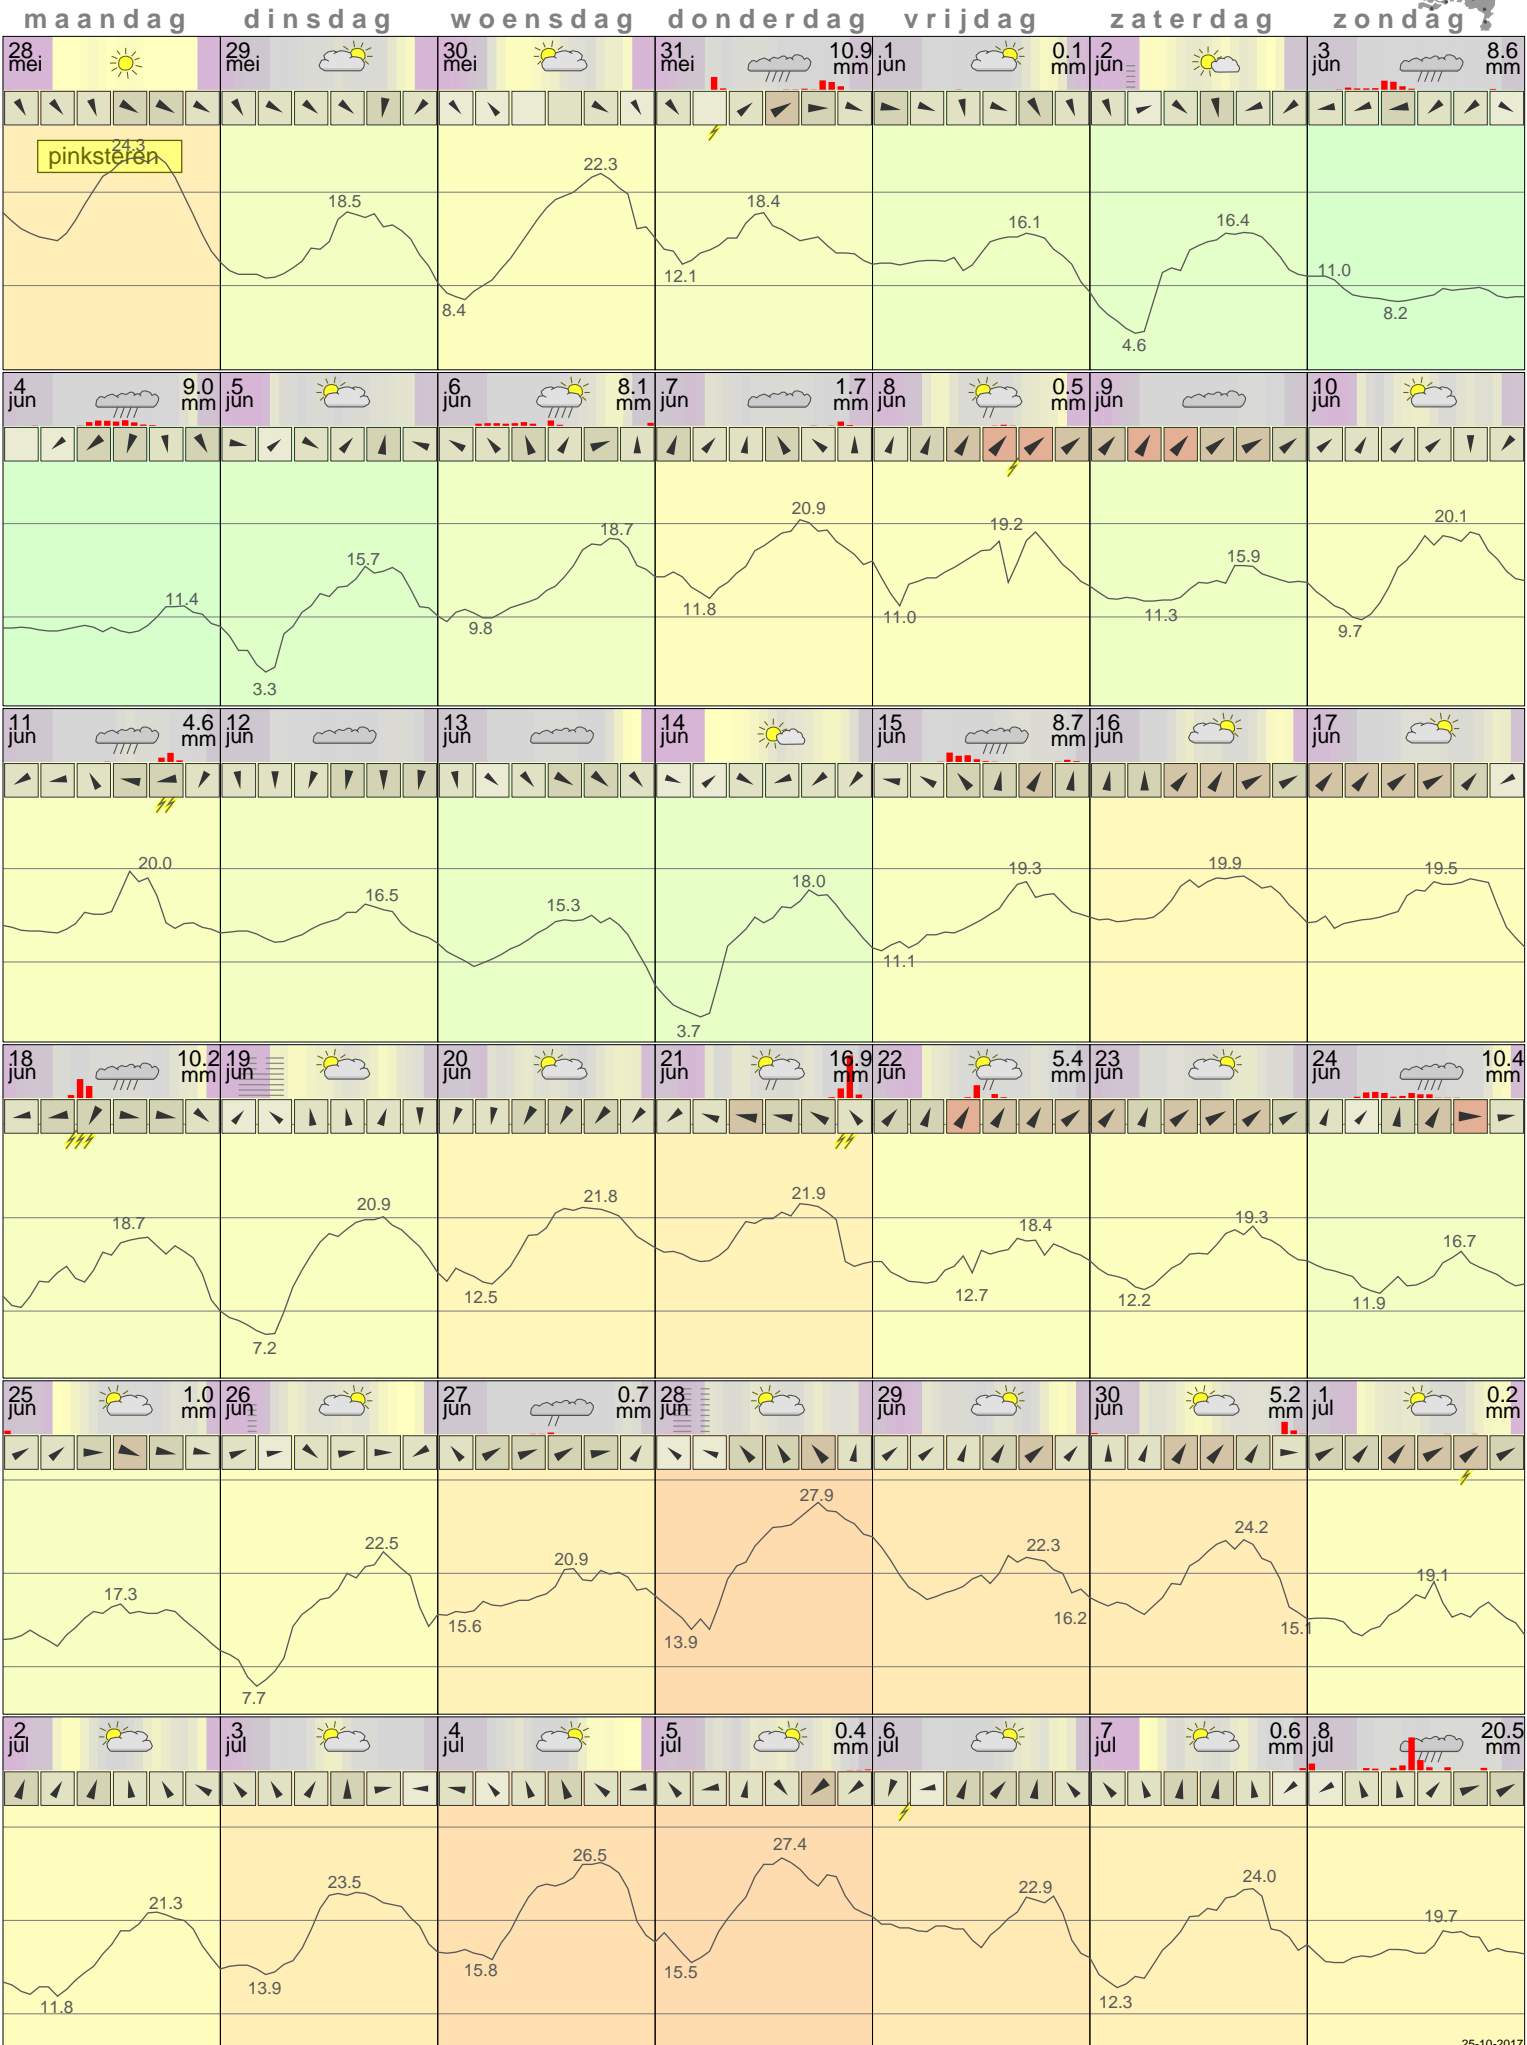 maandag dinsdag woensdag donderdag vrijdag zaterdag zondag
28 mei
29 mei
30 mei
31 mei 10.9 mm
1 jun 0.1 mm
2 jun
3 jun 8.6 mm
pinksteren
24.3
18.5
8.4 22.3
12.1 18.4
16.1
4.6 16.4
11.0 8.2
4 jun 9.0 mm
5 jun
6 jun 8.1 mm
7 jun 1.7 mm
8 jun 0.5 mm
9 jun
10 jun
11.4
3.3 15.7
9.8 18.7
11.8 20.9
11.0 19.2
11.3 15.9
9.7 20.1
11 jun 4.6 mm
12 jun
13 jun
14 jun
15 jun 8.7 mm
16 jun
17 jun
20.0
16.5
15.3
3.7 18.0
11.1 19.3
19.9
19.5
18 jun 10.2 mm
19 jun
20 jun
21 jun 16.9 mm
22 jun 5.4 mm
23 jun
24 jun 10.4 mm
18.7
7.2 20.9
12.5 21.8
21.9
12.7 18.4
12.2 19.3
11.9 16.7
25 jun 1.0 mm
26 jun
27 jun 0.7 mm
28 jun
29 jun
30 jun 5.2 mm
1 jul 0.2 mm
17.3
7.7 22.5
15.6 20.9
13.9 27.9
22.3 16.2
24.2 15.1
19.1
2 jul
3 jul
4 jul
5 jul 0.4 mm
6 jul
7 jul 0.6 mm
8 jul 20.5 mm
11.8 21.3
13.9 23.5
15.8 26.5
15.5 27.4
22.9
12.3 24.0
19.7
25-10-2017